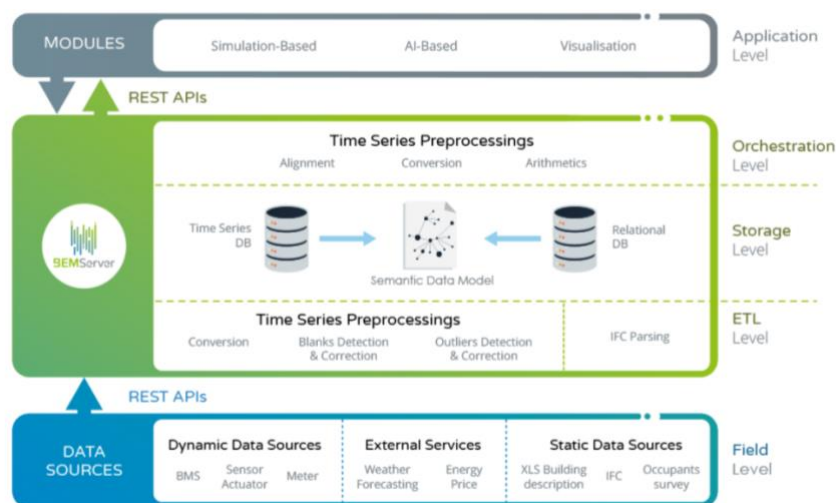 MODULES
Simulation-Based AI-Based Visualisation
Application
Level
REST APIs
Time Series Preprocessings
Alignment Conversion Arithmetics
Orchestration
Level
BEMServer
Time Series
DB
Semantic Data Model
Relational
DB
Storage
Level
Time Series Preprocessings
Conversion
Blanks Detection
& Correction
Outliers Detection
& Correction
IFC Parsing
ETL
Level
REST APIs
DATA
SOURCES
Dynamic Data Sources
BMS
Sensor
Actuator
Meter
External Services
Weather
Forecasting
Energy
Price
Static Data Sources
XLS Building
description
IFC
Occupants
survey
Field
Level